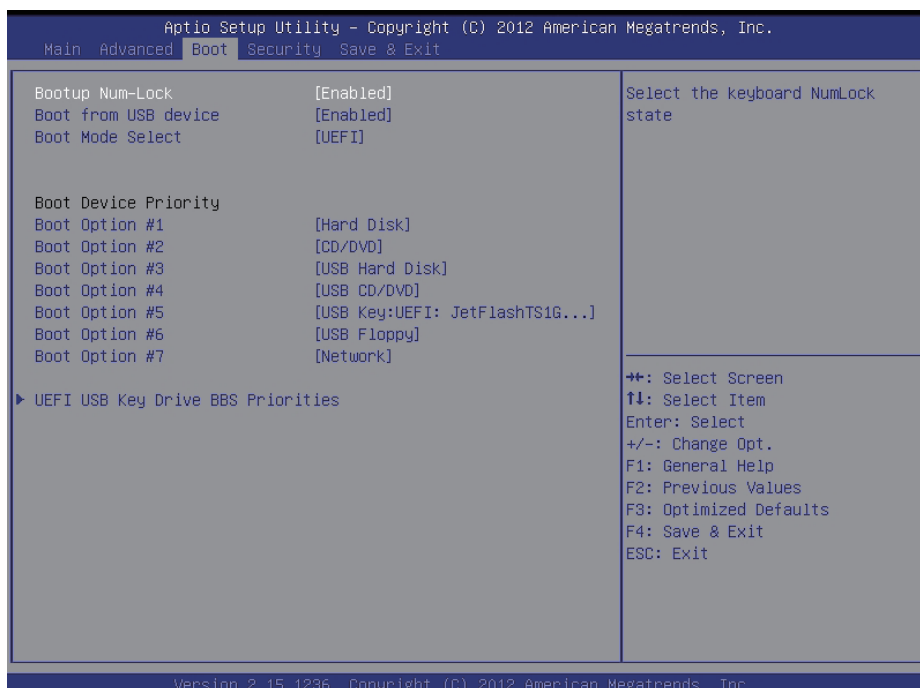 Aptio Setup Utility – Copyright (C) 2012 American Megatrends, Inc.
Main Advanced Boot Security Save & Exit
Bootup Num-Lock [Enabled]
Boot from USB device [Enabled]
Boot Mode Select [UEFI]
Boot Device Priority
Boot Option #1 [Hard Disk]
Boot Option #2 [CD/DVD]
Boot Option #3 [USB Hard Disk]
Boot Option #4 [USB CD/DVD]
Boot Option #5 [USB Key:UEFI: JetFlashTS1G...]
Boot Option #6 [USB Floppy]
Boot Option #7 [Network]
▶ UEFI USB Key Drive BBS Priorities
Select the keyboard NumLock
state
→←: Select Screen
↑↓: Select Item
Enter: Select
+/-: Change Opt.
F1: General Help
F2: Previous Values
F3: Optimized Defaults
F4: Save & Exit
ESC: Exit
Version 2.15.1236. Copyright (C) 2012 American Megatrends, Inc.